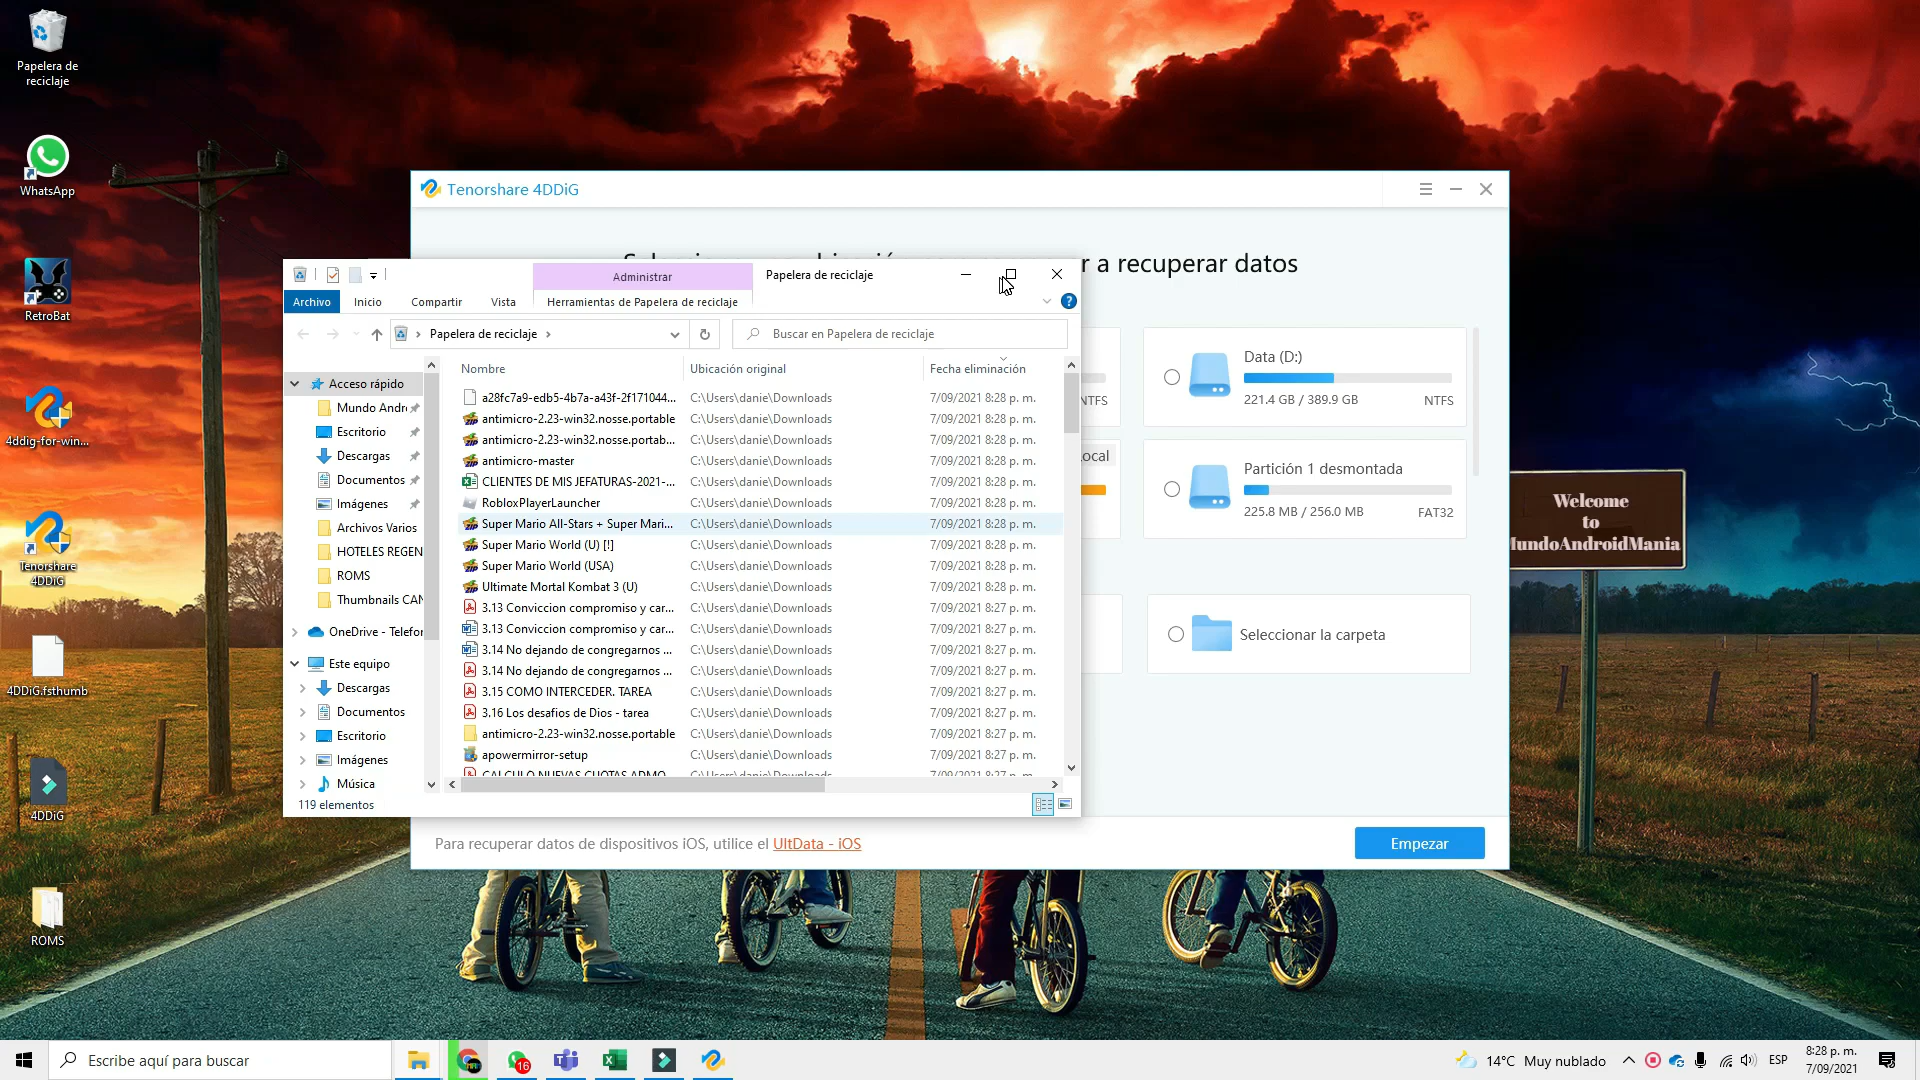 Papelera de
reciclaje
WhatsApp
RetroBat
4ddig-for-win...
Tenorshare
4DDiG
4DDiG.fsthumb
4DDiG
ROMS
Tenorshare 4DDiG
r a recuperar datos
Administrar
Papelera de reciclaje
Archivo
Inicio
Compartir
Vista
Herramientas de Papelera de reciclaje
Papelera de reciclaje
Buscar en Papelera de reciclaje
Acceso rápido
Mundo Andr
Escritorio
Descargas
Documentos
Imágenes
Archivos Varios
HOTELES REGEN
ROMS
Thumbnails CAN
OneDrive - Telefor
Este equipo
Descargas
Documentos
Escritorio
Imágenes
Música
Nombre Ubicación original Fecha eliminación
a28fc7a9-edb5-4b7a-a43f-2f171044... C:\Users\danie\Downloads 7/09/2021 8:28 p. m.
antimicro-2.23-win32.nosse.portable C:\Users\danie\Downloads 7/09/2021 8:28 p. m.
antimicro-2.23-win32.nosse.portab... C:\Users\danie\Downloads 7/09/2021 8:28 p. m.
antimicro-master C:\Users\danie\Downloads 7/09/2021 8:28 p. m.
CLIENTES DE MIS JEFATURAS-2021-... C:\Users\danie\Downloads 7/09/2021 8:28 p. m.
RobloxPlayerLauncher C:\Users\danie\Downloads 7/09/2021 8:28 p. m.
Super Mario All-Stars + Super Mari... C:\Users\danie\Downloads 7/09/2021 8:28 p. m.
Super Mario World (U) [!] C:\Users\danie\Downloads 7/09/2021 8:28 p. m.
Super Mario World (USA) C:\Users\danie\Downloads 7/09/2021 8:28 p. m.
Ultimate Mortal Kombat 3 (U) C:\Users\danie\Downloads 7/09/2021 8:28 p. m.
3.13 Conviccion compromiso y car... C:\Users\danie\Downloads 7/09/2021 8:27 p. m.
3.13 Conviccion compromiso y car... C:\Users\danie\Downloads 7/09/2021 8:27 p. m.
3.14 No dejando de congregarnos ... C:\Users\danie\Downloads 7/09/2021 8:27 p. m.
3.14 No dejando de congregarnos ... C:\Users\danie\Downloads 7/09/2021 8:27 p. m.
3.15 COMO INTERCEDER. TAREA C:\Users\danie\Downloads 7/09/2021 8:27 p. m.
3.16 Los desafios de Dios - tarea C:\Users\danie\Downloads 7/09/2021 8:27 p. m.
antimicro-2.23-win32.nosse.portable C:\Users\danie\Downloads 7/09/2021 8:27 p. m.
apowermirror-setup C:\Users\danie\Downloads 7/09/2021 8:27 p. m.
CALCULO NUEVAS CUOTAS ADMO C:\Users\danie\Downloads 7/09/2021 8:27 p. m.
119 elementos
NTFS
ocal
Data (D:)
221.4 GB / 389.9 GB NTFS
Partición 1 desmontada
225.8 MB / 256.0 MB FAT32
Seleccionar la carpeta
Para recuperar datos de dispositivos iOS, utilice el UltData - iOS
Empezar
Welcome
to
MundoAndroidMania
Escribe aquí para buscar
16
14°C Muy nublado
ESP
8:28 p. m.
7/09/2021